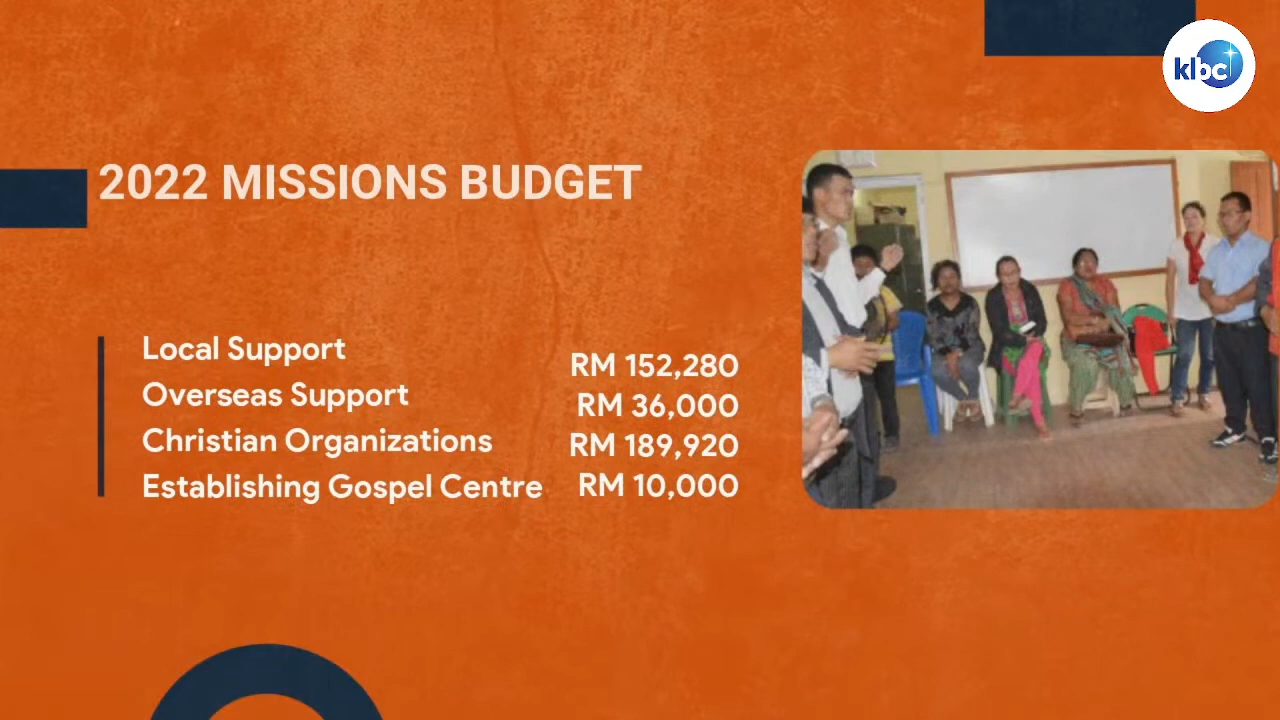 klbc
2022 MISSIONS BUDGET
Local Support RM 152,280
Overseas Support RM 36,000
Christian Organizations RM 189,920
Establishing Gospel Centre RM 10,000